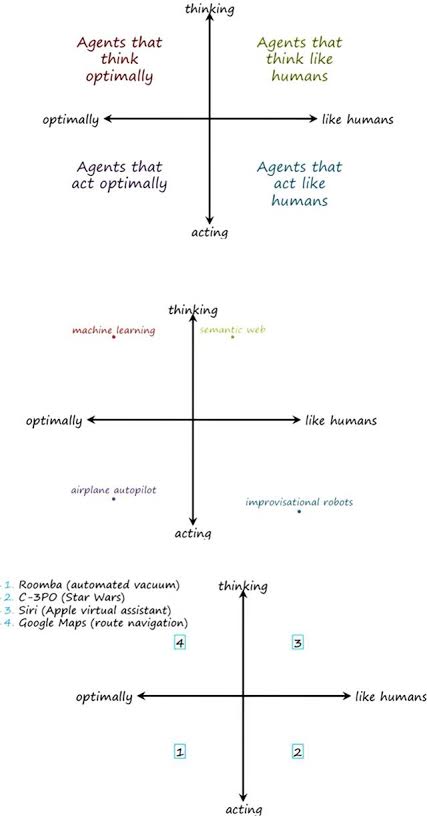 thinking
Agents that
think
optimally
Agents that
think like
humans
optimally
like humans
Agents that
act optimally
Agents that
act like
humans
acting
thinking
machine learning
semantic web
optimally
like humans
airplane autopilot
improvisational robots
acting
1. Roomba (automated vacuum)
2. C-3PO (Star Wars)
3. Siri (Apple virtual assistant)
4. Google Maps (route navigation)
thinking
4
3
optimally
like humans
1
2
acting